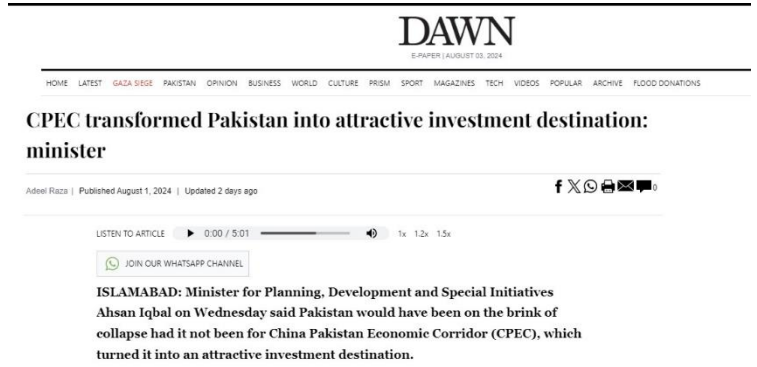 DAWN
E-PAPER | AUGUST 03, 2024
HOME LATEST GAZA SIEGE PAKISTAN OPINION BUSINESS WORLD CULTURE PRISM SPORT MAGAZINES TECH VIDEOS POPULAR ARCHIVE FLOOD DONATIONS
CPEC transformed Pakistan into attractive investment destination:
minister
Adeel Raza | Published August 1, 2024 | Updated 2 days ago
0
LISTEN TO ARTICLE 0:00 / 5:01 1x 1.2x 1.5x
JOIN OUR WHATSAPP CHANNEL
ISLAMABAD: Minister for Planning, Development and Special Initiatives
Ahsan Iqbal on Wednesday said Pakistan would have been on the brink of
collapse had it not been for China Pakistan Economic Corridor (CPEC), which
turned it into an attractive investment destination.